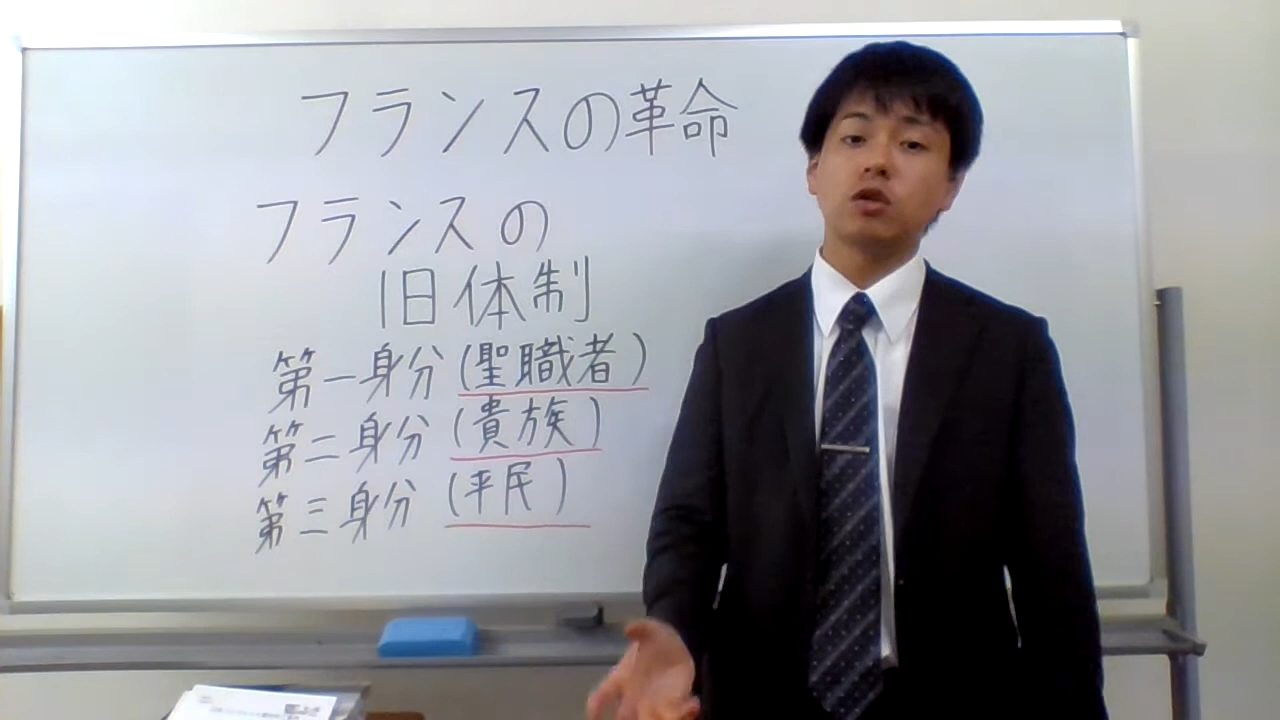 フランスの革命
フランスの
旧体制
第一身分(聖職者)
第二身分(貴族)
第三身分(平民)